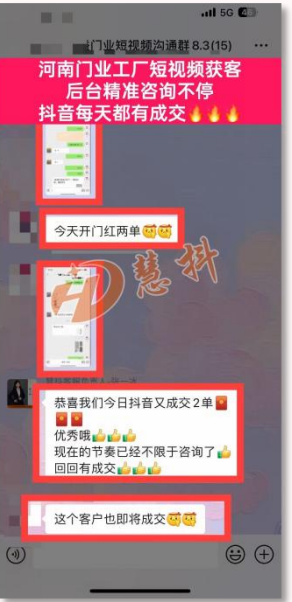 5G
门业短视频沟通群 8.3(15)
河南门业工厂短视频获客
后台精准咨询不停
抖音每天都有成交🔥🔥🔥
今天开门红两单
慧抖
恭喜我们今日抖音又成交2单🧧
🧧🧧
优秀哦👍👍👍
现在的节奏已经不限于咨询了👍
回回有成交👍👍👍
这个客户也即将成交